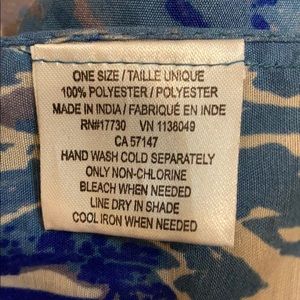 ONE SIZE / TAILLE UNIQUE
100% POLYESTER / POLYESTER
MADE IN INDIA / FABRIQUÉ EN INDE
RN#17730 VN 1138049
CA 57147
HAND WASH COLD SEPARATELY
ONLY NON-CHLORINE
BLEACH WHEN NEEDED
LINE DRY IN SHADE
COOL IRON WHEN NEEDED